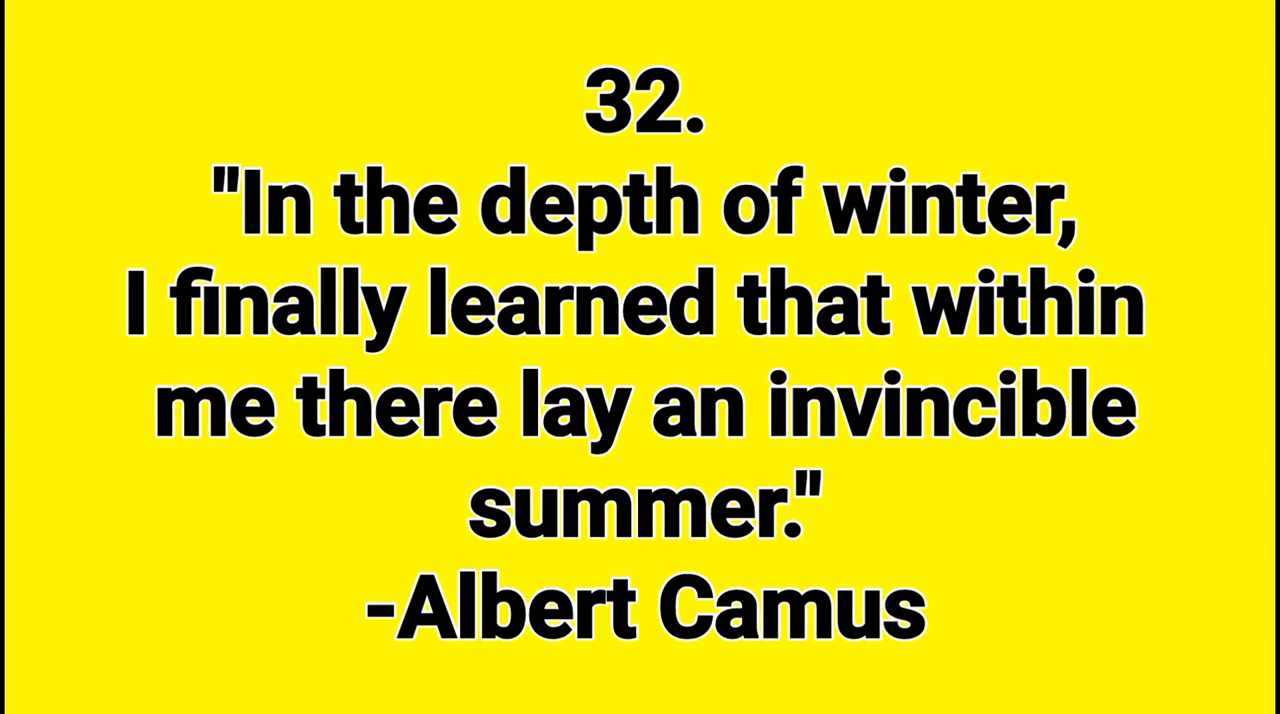 32.
"In the depth of winter,
I finally learned that within
me there lay an invincible
summer."
-Albert Camus